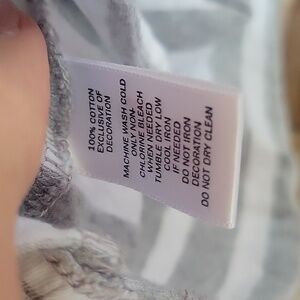 100% COTTON
EXCLUSIVE OF
DECORATION
MACHINE WASH COLD
ONLY NON-
CHLORINE BLEACH
WHEN NEEDED
TUMBLE DRY LOW
COOL IRON
IF NEEDED
DO NOT IRON
DECORATION
DO NOT DRY CLEAN